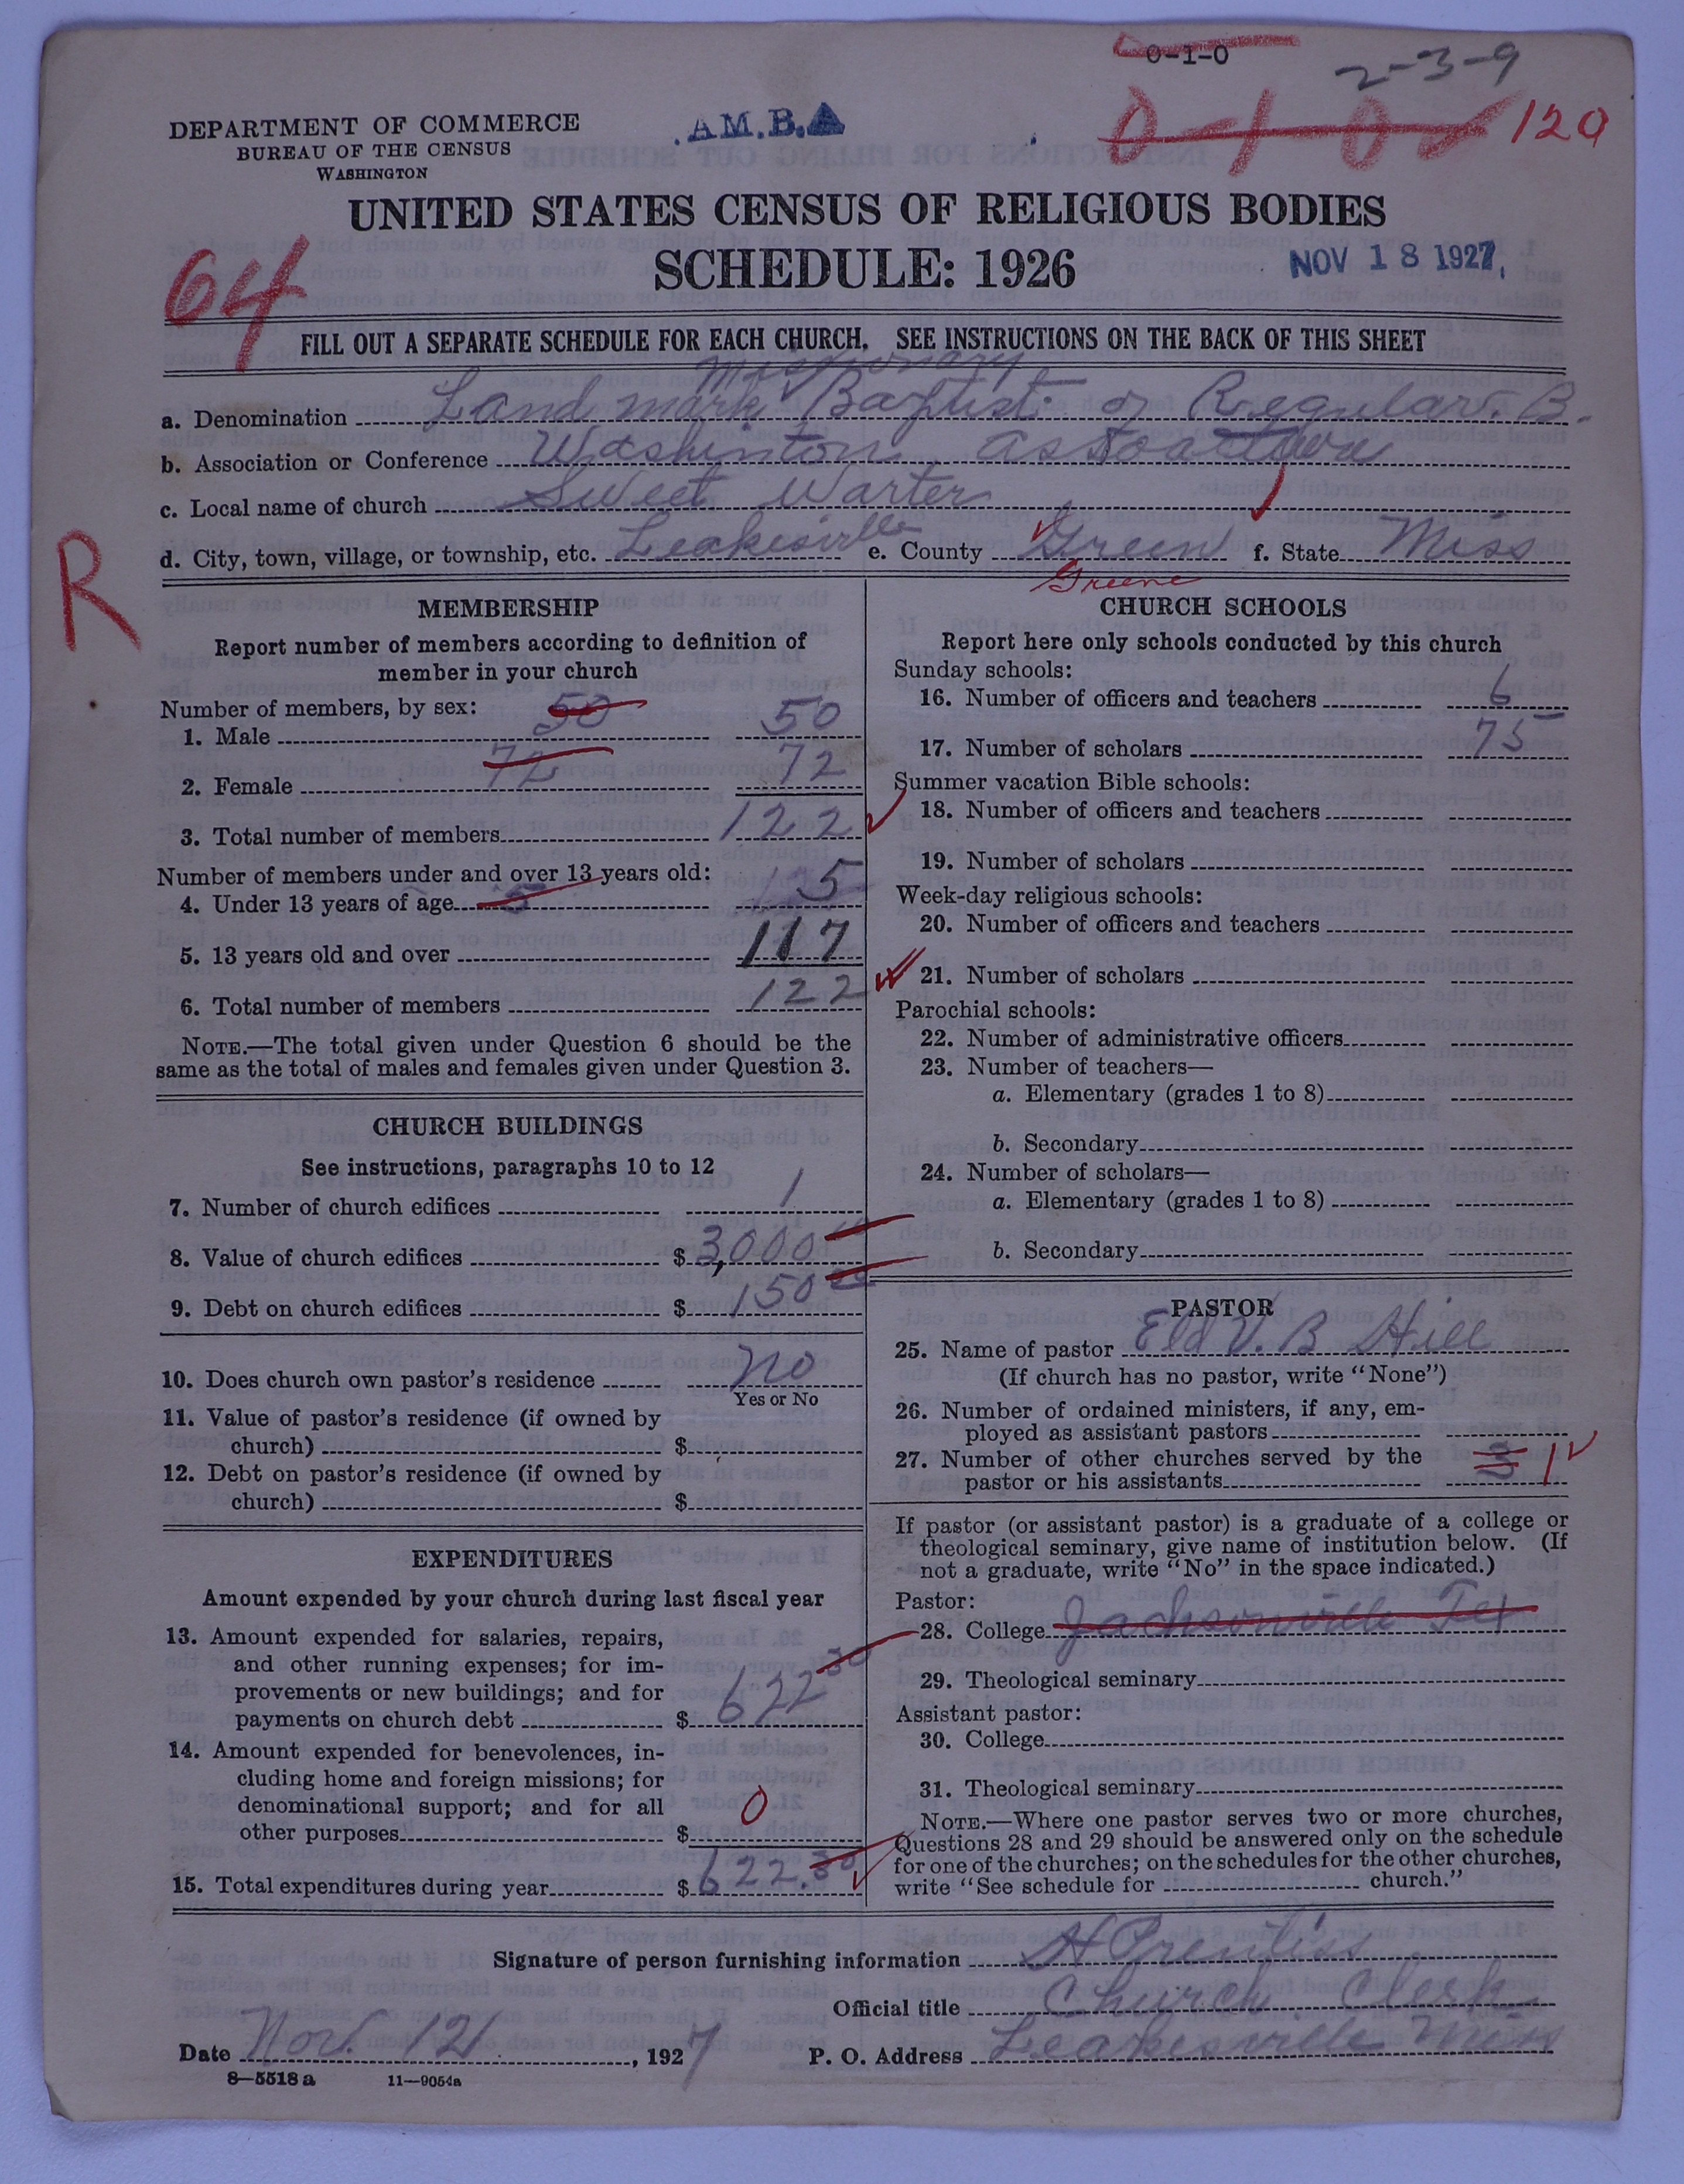 0-1-0
2-3-9
0-1-0 120
DEPARTMENT OF COMMERCE
BUREAU OF THE CENSUS
WASHINGTON
A.M.B.A
UNITED STATES CENSUS OF RELIGIOUS BODIES
SCHEDULE: 1926
NOV 18 1927
64
FILL OUT A SEPARATE SCHEDULE FOR EACH CHURCH. SEE INSTRUCTIONS ON THE BACK OF THIS SHEET
Missionary
a. Denomination Land mark Baptist or Regular. B.
b. Association or Conference Washinton association
c. Local name of church Sweet Warter
d. City, town, village, or township, etc. Leakesville e. County Green f. State Miss
Greene
R
MEMBERSHIP
Report number of members according to definition of
member in your church
Number of members, by sex:
1. Male 50 50
2. Female 72 72
3. Total number of members 122
Number of members under and over 13 years old:
4. Under 13 years of age 5 5
5. 13 years old and over 117
6. Total number of members 122
NOTE.—The total given under Question 6 should be the
same as the total of males and females given under Question 3.
CHURCH BUILDINGS
See instructions, paragraphs 10 to 12
7. Number of church edifices 1
8. Value of church edifices $ 3,000 00
9. Debt on church edifices $ 150 00
10. Does church own pastor's residence no
Yes or No
11. Value of pastor's residence (if owned by
church) $
12. Debt on pastor's residence (if owned by
church) $
EXPENDITURES
Amount expended by your church during last fiscal year
13. Amount expended for salaries, repairs,
and other running expenses; for im-
provements or new buildings; and for
payments on church debt $ 622 30
14. Amount expended for benevolences, in-
cluding home and foreign missions; for
denominational support; and for all
other purposes $ 0
15. Total expenditures during year $ 622.30
CHURCH SCHOOLS
Report here only schools conducted by this church
Sunday schools:
16. Number of officers and teachers 6
17. Number of scholars 75
Summer vacation Bible schools:
18. Number of officers and teachers
19. Number of scholars
Week-day religious schools:
20. Number of officers and teachers
21. Number of scholars
Parochial schools:
22. Number of administrative officers
23. Number of teachers—
a. Elementary (grades 1 to 8)
b. Secondary
24. Number of scholars—
a. Elementary (grades 1 to 8)
b. Secondary
PASTOR
25. Name of pastor Eld V. B Hill
(If church has no pastor, write "None")
26. Number of ordained ministers, if any, em-
ployed as assistant pastors
27. Number of other churches served by the
pastor or his assistants 3 1
If pastor (or assistant pastor) is a graduate of a college or
theological seminary, give name of institution below. (If
not a graduate, write "No" in the space indicated.)
Pastor:
28. College Jacksonville Tex
29. Theological seminary
Assistant pastor:
30. College
31. Theological seminary
NOTE.—Where one pastor serves two or more churches,
Questions 28 and 29 should be answered only on the schedule
for one of the churches; on the schedules for the other churches,
write "See schedule for church."
Signature of person furnishing information H Prentiss
Official title Church Clerk
Date Nov. 12, 1927 P. O. Address Leakesville Miss
8—5518 a 11—9054a